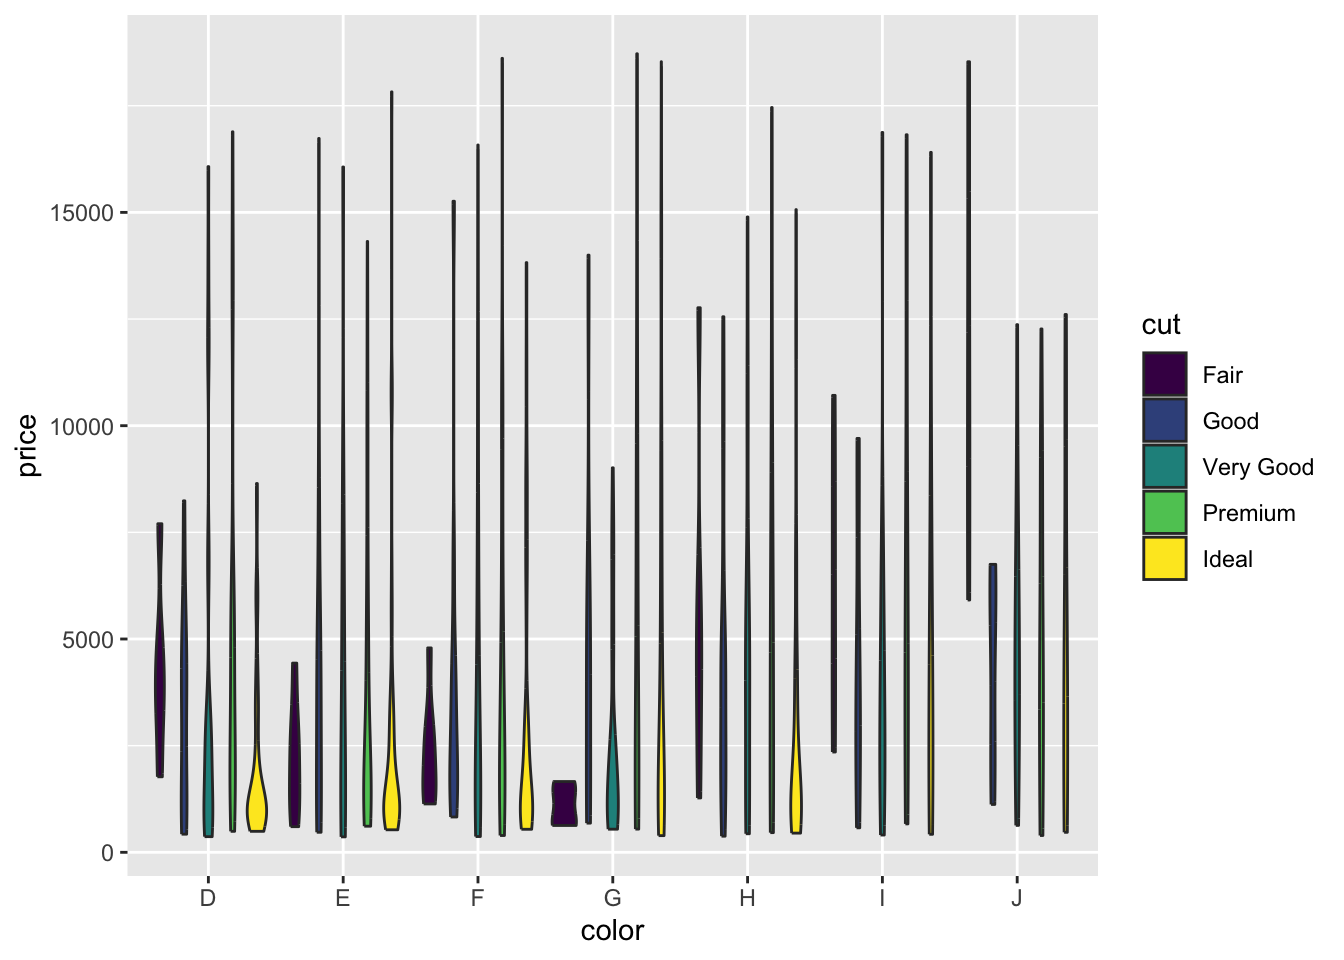 15000
10000
5000
0
price
D E F G H I J
color
cut
Fair
Good
Very Good
Premium
Ideal